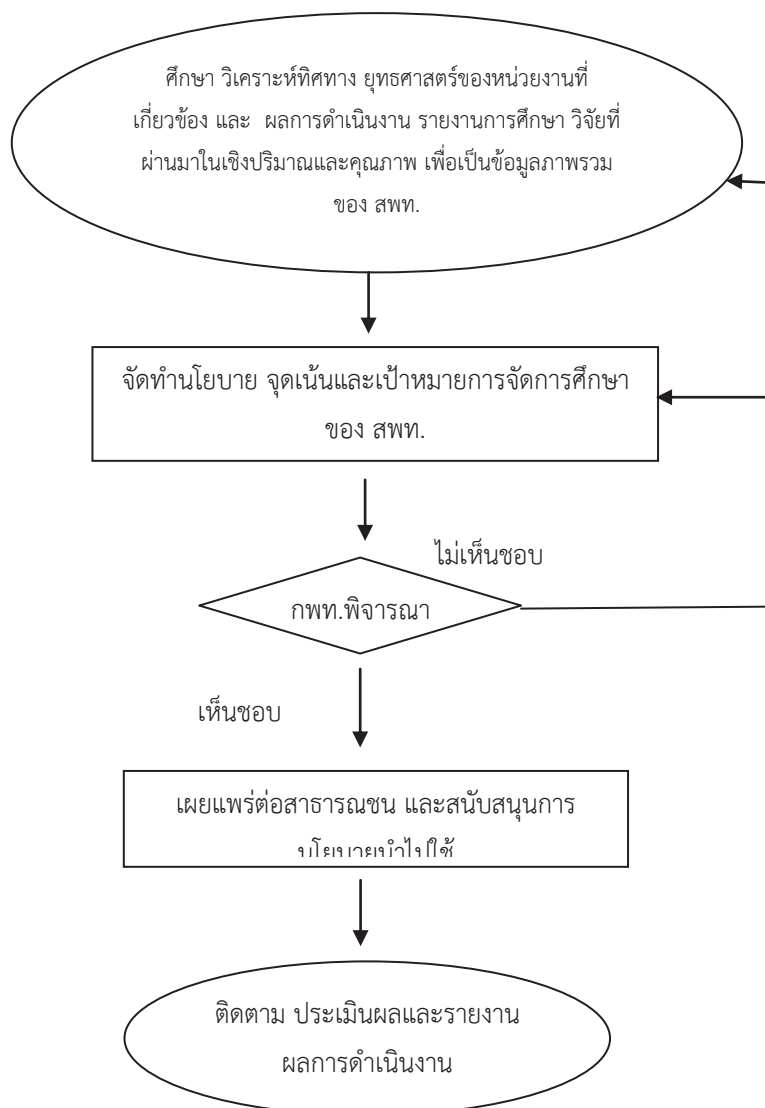 ศึกษา วิเคราะห์ทิศทาง ยุทธศาสตร์ของหน่วยงานที่
เกี่ยวข้อง และ ผลการดำเนินงาน รายงานการศึกษา วิจัยที่
ผ่านมาในเชิงปริมาณและคุณภาพ เพื่อเป็นข้อมูลภาพรวม
ของ สพท.
จัดทำนโยบาย จุดเน้นและเป้าหมายการจัดการศึกษา
ของ สพท.
ไม่เห็นชอบ
กพท.พิจารณา
เห็นชอบ
เผยแพร่ต่อสาธารณชน และสนับสนุนการ
นโยบายนำไปใช้
ติดตาม ประเมินผลและรายงาน
ผลการดำเนินงาน